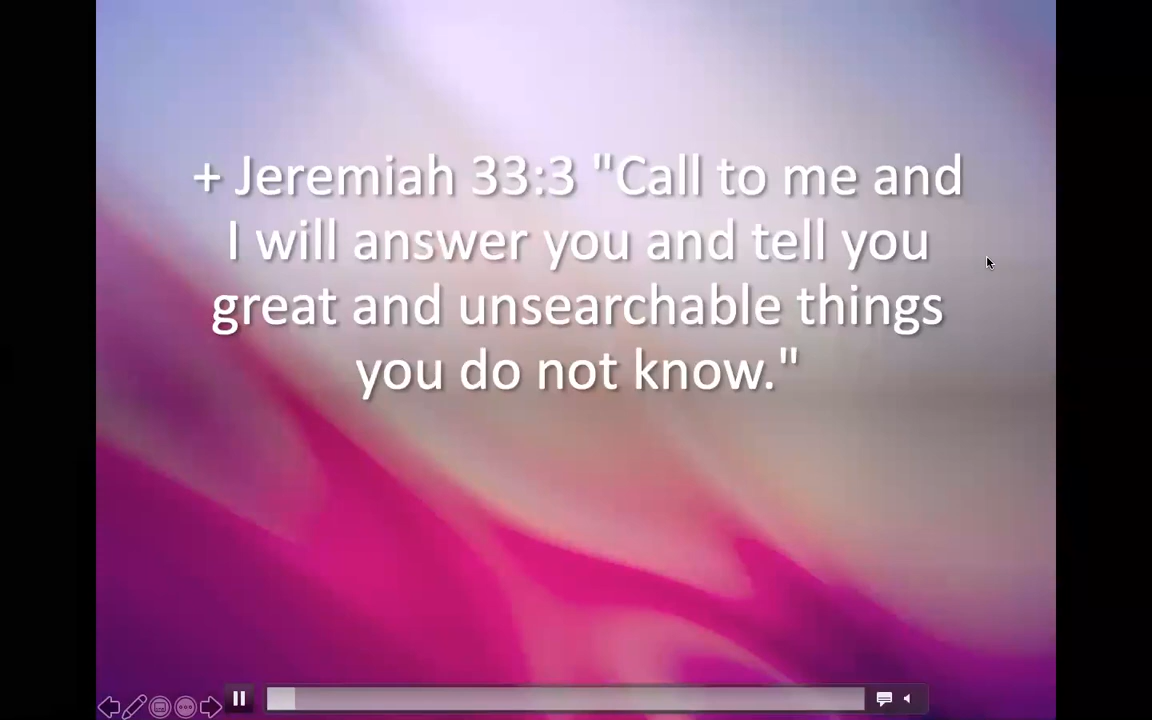 + Jeremiah 33:3 "Call to me and
I will answer you and tell you
great and unsearchable things
you do not know."